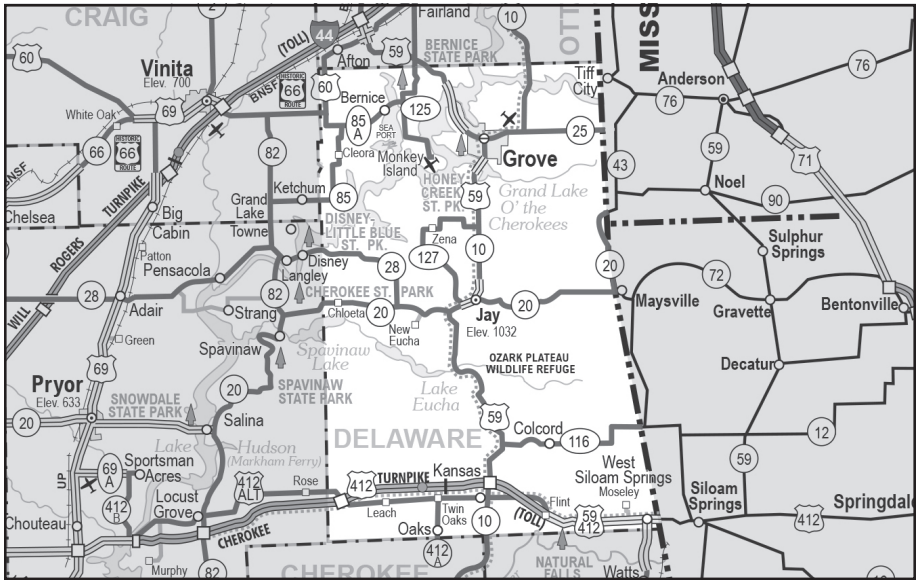 CRAIG
2
(TOLL)
44
E
Fairland
10
OTT
MISS
60
59
BERNICE
STATE PARK
Afton
76
Vinita
Elev. 700
BNSF
HISTORIC
66
ROUTE
60
Bernice
125
Tiff
City
Anderson
76
White Oak
69
85
A
SEA
PORT
25
66
HISTORIC
66
ROUTE
82
Cleora
Monkey
Island
Grove
43
59
71
BNSF
TURNPIKE
Ketchum
85
HONEY
CREEK
ST. PK.
59
Grand Lake
O' the
Cherokees
Noel
90
Chelsea
Big
Cabin
Grand
Lake
Towne
DISNEY-
LITTLE BLUE
ST. PK.
Zena
10
Sulphur
Springs
ROGERS
Patton
Pensacola
Disney
Langley
28
127
20
72
WILL
28
Adair
82
CHEROKEE ST. PARK
Strang
Chloeta
20
Jay
Elev. 1032
20
Maysville
Gravette
Bentonville
Green
Spavinaw
New
Eucha
69
Spavinaw
Lake
OZARK PLATEAU
WILDLIFE REFUGE
Decatur
Pryor
Elev. 633
SNOWDALE
STATE PARK
20
SPAVINAW
STATE PARK
Lake
Eucha
20
Salina
59
12
DELAWARE
Colcord
116
Lake
Hudson
(Markham Ferry)
59
UP
69
A
Sportsman
Acres
412
ALT
Rose
412
TURNPIKE
Kansas
West
Siloam Springs
Moseley
Siloam
Springs
412
B
Locust
Grove
Leach
Twin
Oaks
Flint
59
412
412
Springdal
Chouteau
CHEROKEE
Oaks
10
(TOLL)
412
A
NATURAL
FALLS
Murphy
82
CHEROKEE
Watts